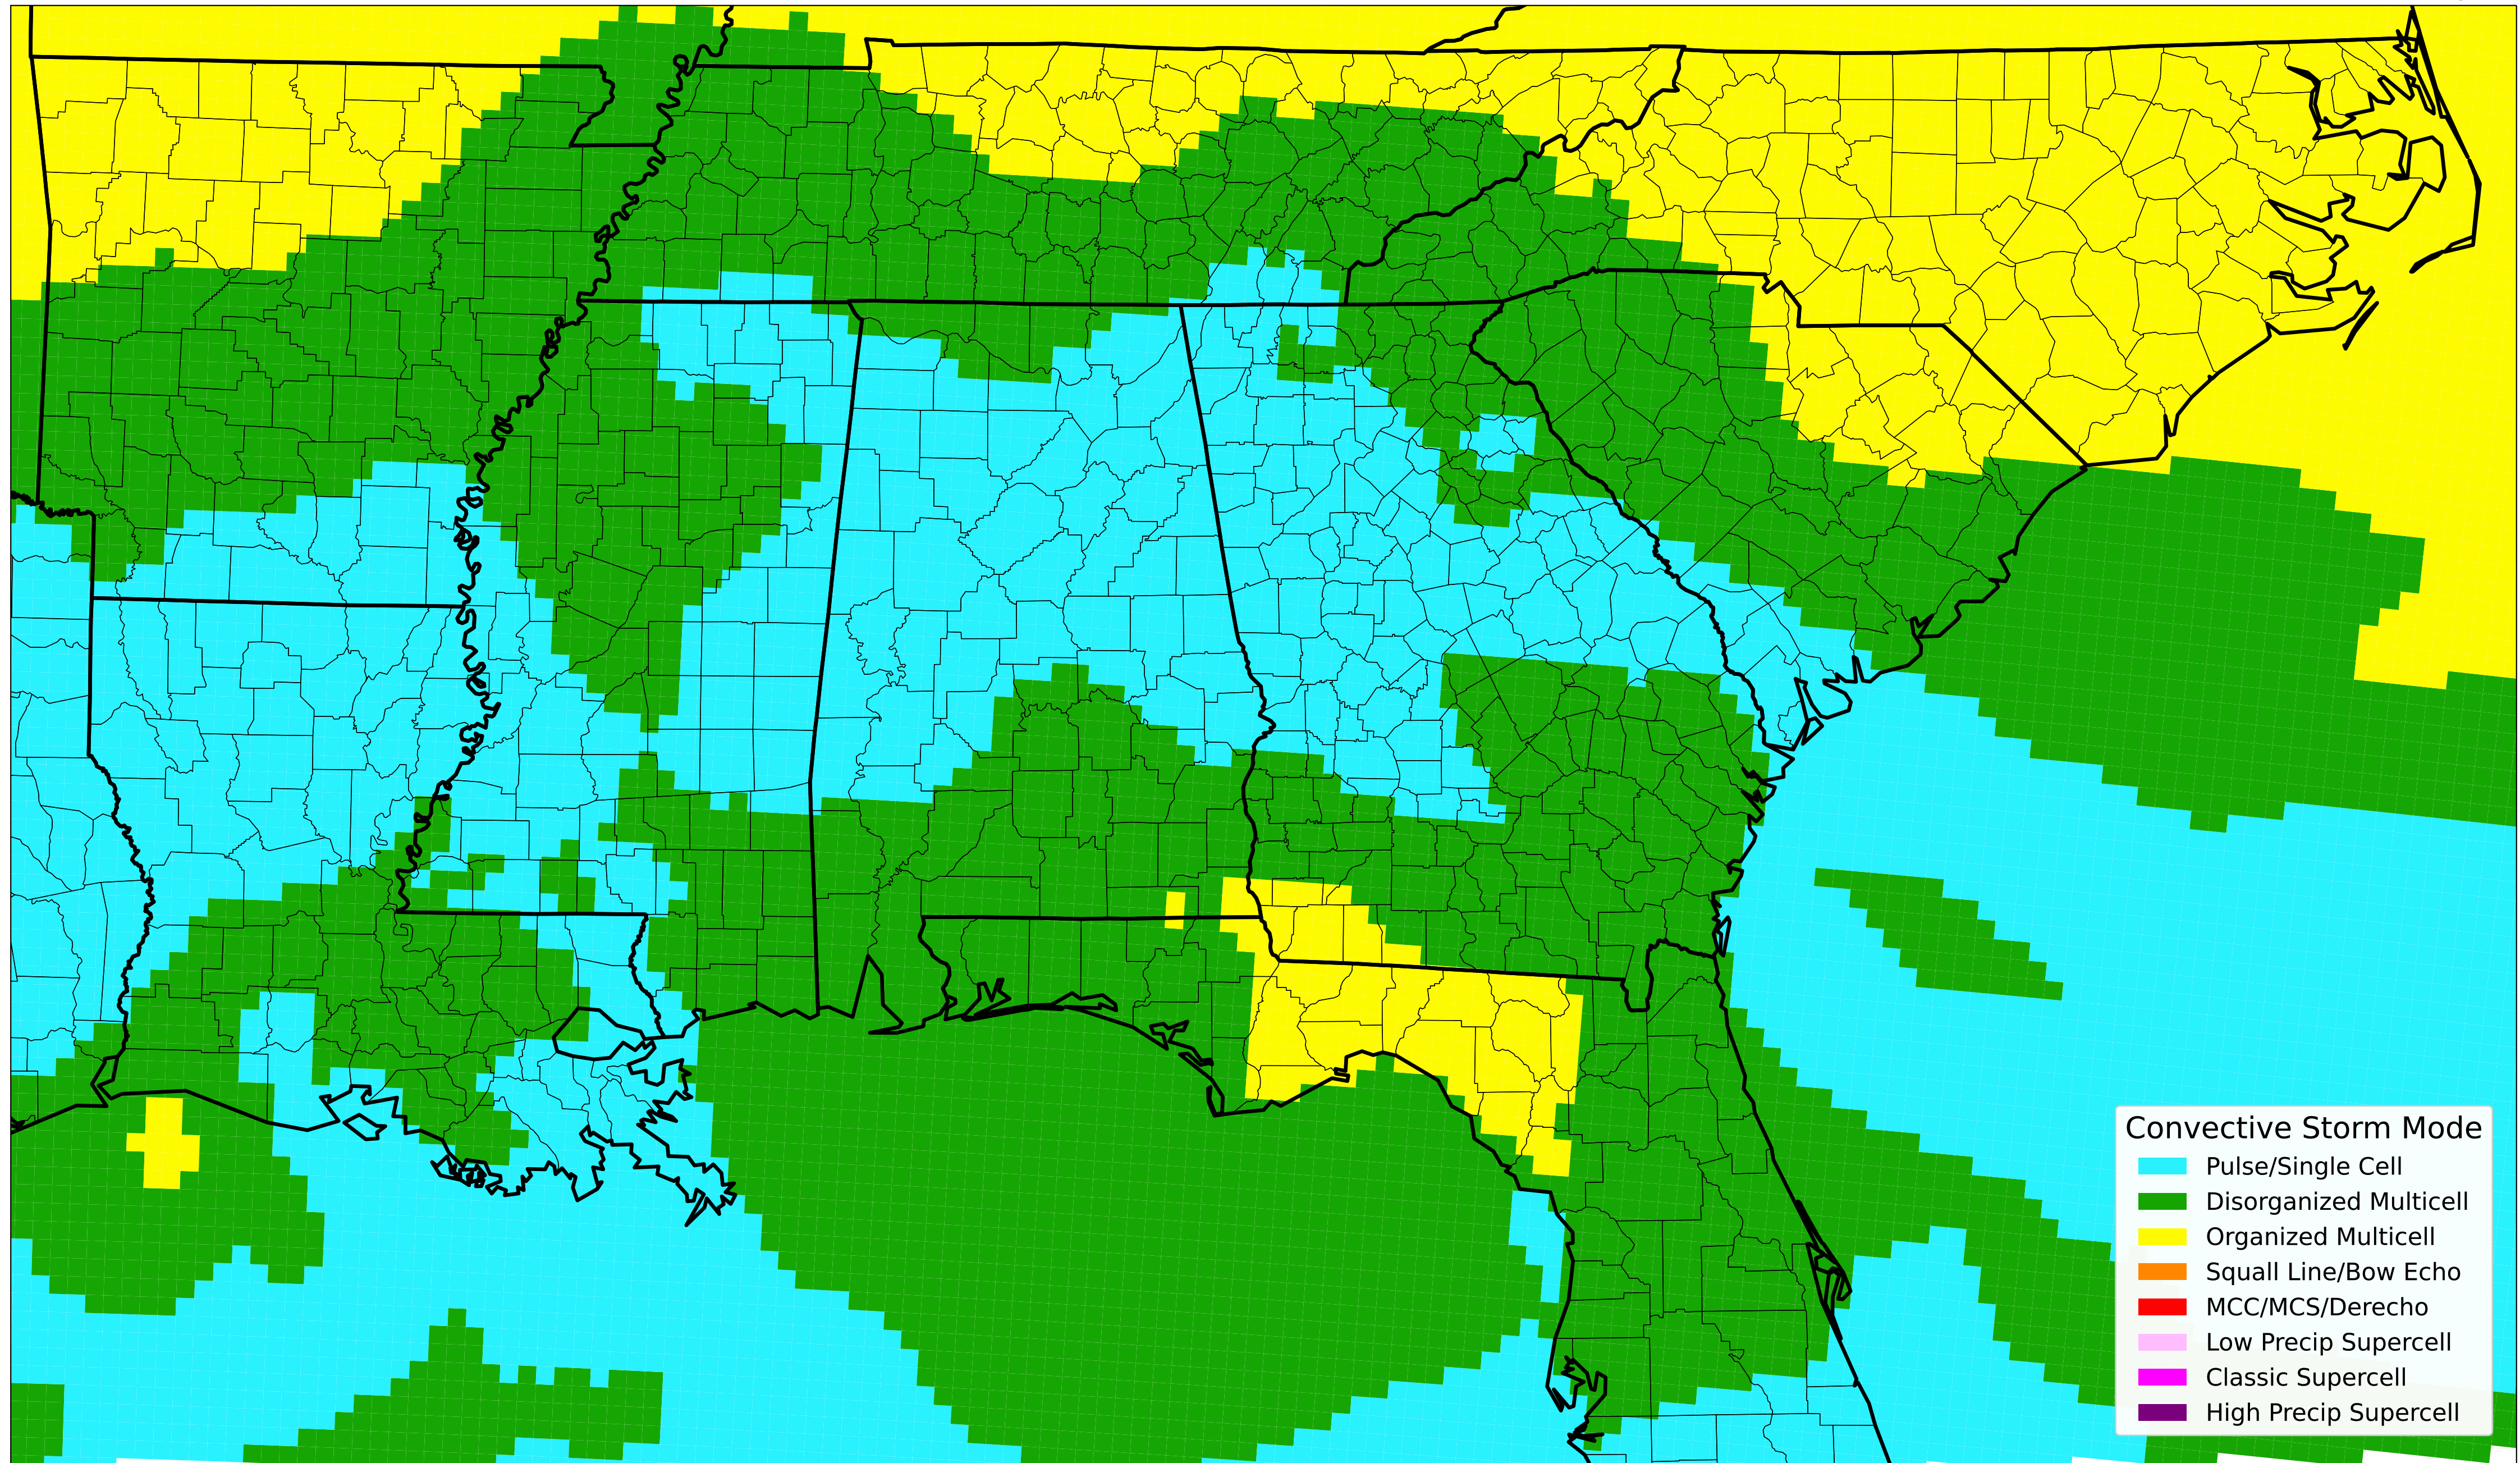 Convective Storm Mode
Pulse/Single Cell
Disorganized Multicell
Organized Multicell
Squall Line/Bow Echo
MCC/MCS/Derecho
Low Precip Supercell
Classic Supercell
High Precip Supercell